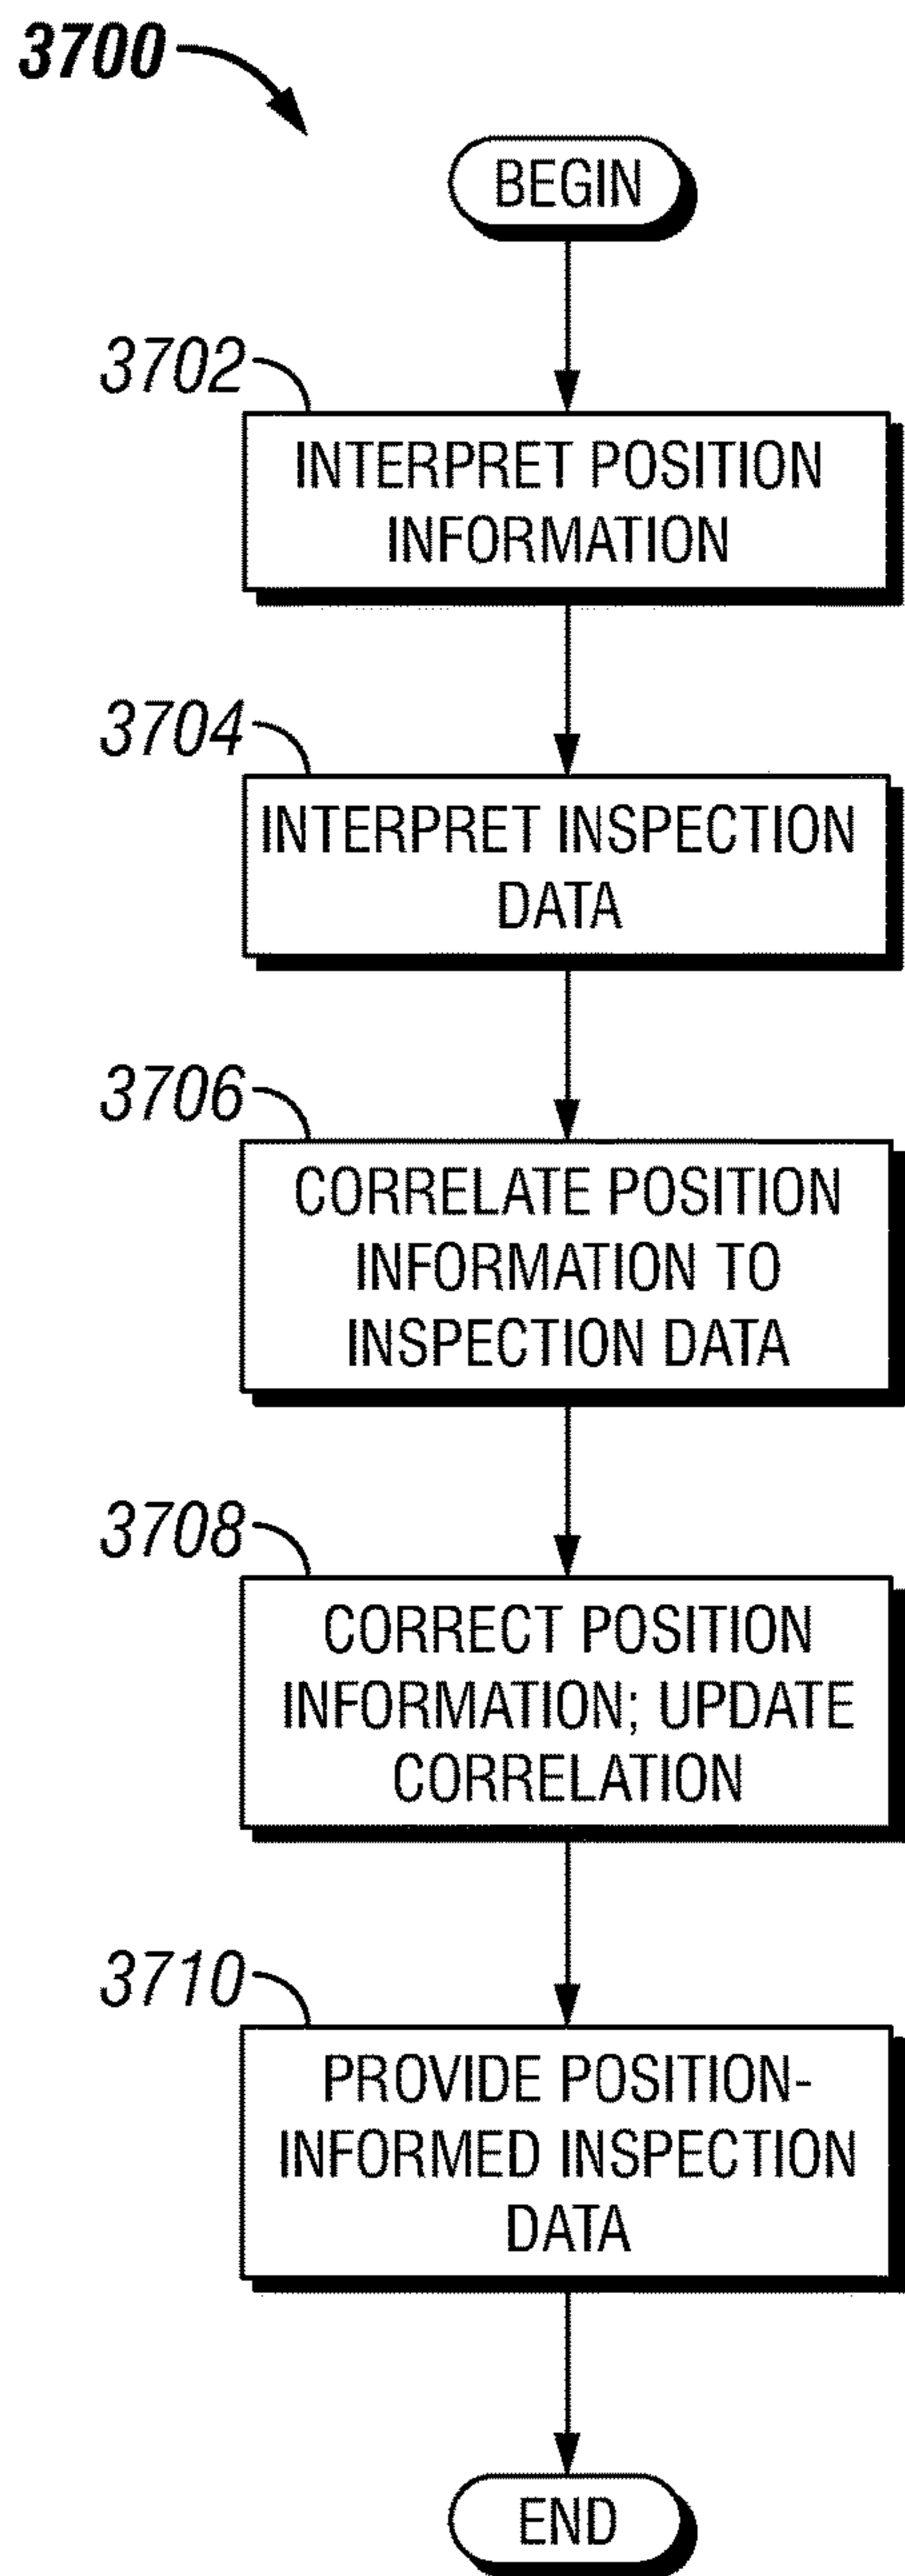 3700
BEGIN
3702
INTERPRET POSITION
INFORMATION
3704
INTERPRET INSPECTION
DATA
3706
CORRELATE POSITION
INFORMATION TO
INSPECTION DATA
3708
CORRECT POSITION
INFORMATION; UPDATE
CORRELATION
3710
PROVIDE POSITION-
INFORMED INSPECTION
DATA
END